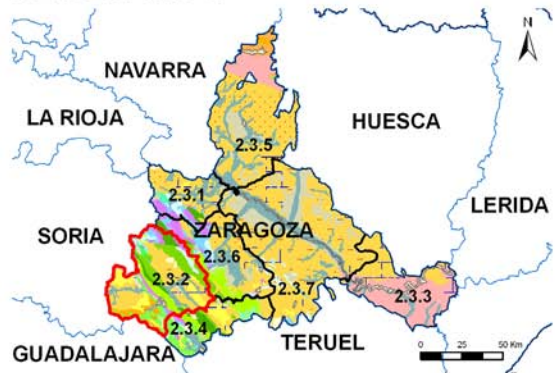 N
NAVARRA
LA RIOJA
HUESCA
2.3.5
LERIDA
2.3.1
ZARAGOZA
SORIA
2.3.6
2.3.2
2.3.7
2.3.3
2.3.4
TERUEL
GUADALAJARA
0 25 50 Km